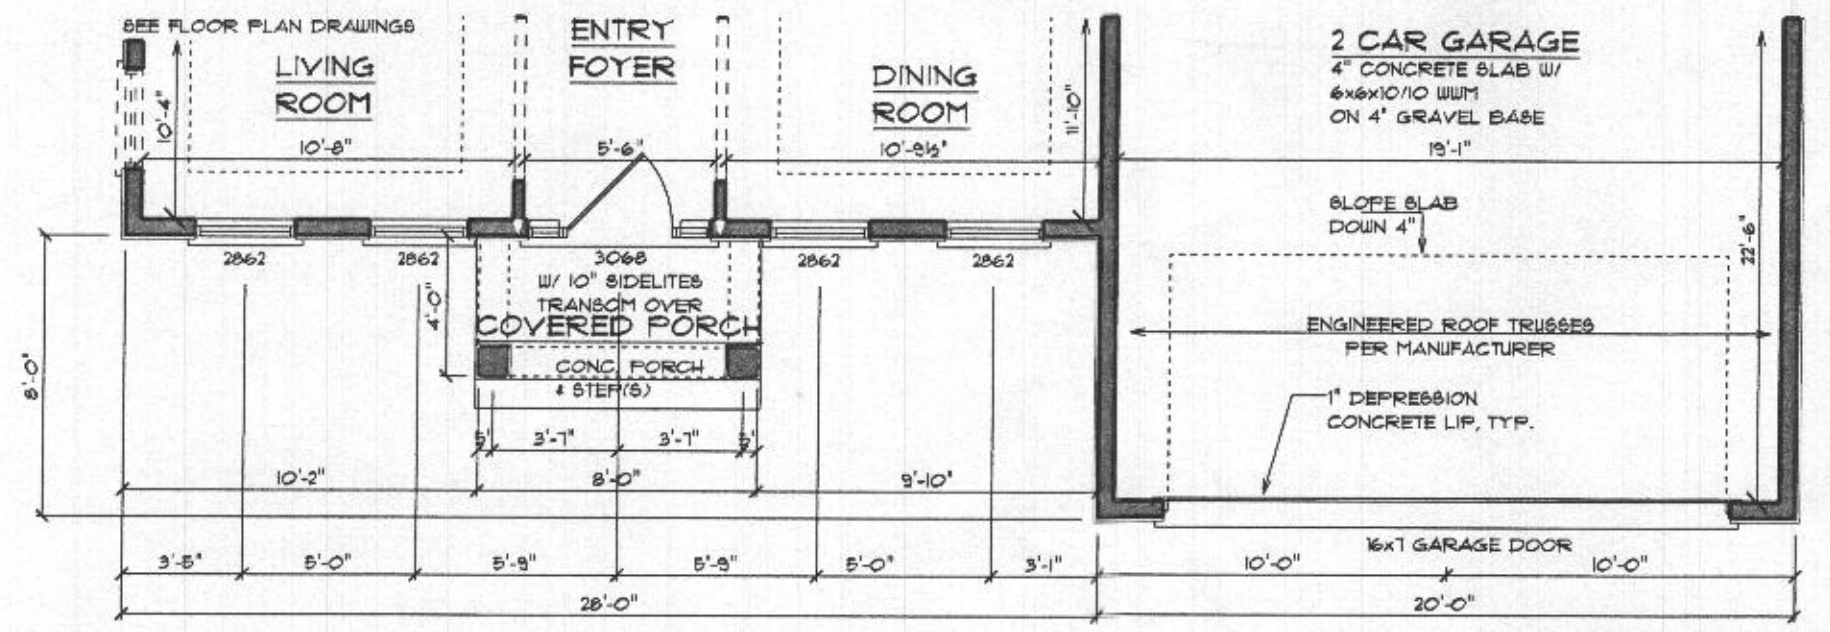 SEE FLOOR PLAN DRAWINGS
LIVING
ROOM
ENTRY
FOYER
DINING
ROOM
2 CAR GARAGE
4" CONCRETE SLAB W/
6x6x10/10 WWM
ON 4" GRAVEL BASE
10'-4"
11'-10"
10'-8"
5'-6"
10'-9½"
19'-1"
SLOPE SLAB
DOWN 4"
22'-6"
2862
2862
3068
2862
2862
W/ 10" SIDELITES
TRANSOM OVER
COVERED PORCH
4'-0"
ENGINEERED ROOF TRUSSES
PER MANUFACTURER
CONC. PORCH
& STEP(S)
8'-0"
1" DEPRESSION
CONCRETE LIP, TYP.
3'-7"
3'-7"
10'-2"
8'-0"
9'-10"
16x7 GARAGE DOOR
3'-5"
5'-0"
5'-9"
5'-9"
5'-0"
3'-1"
10'-0"
10'-0"
28'-0"
20'-0"